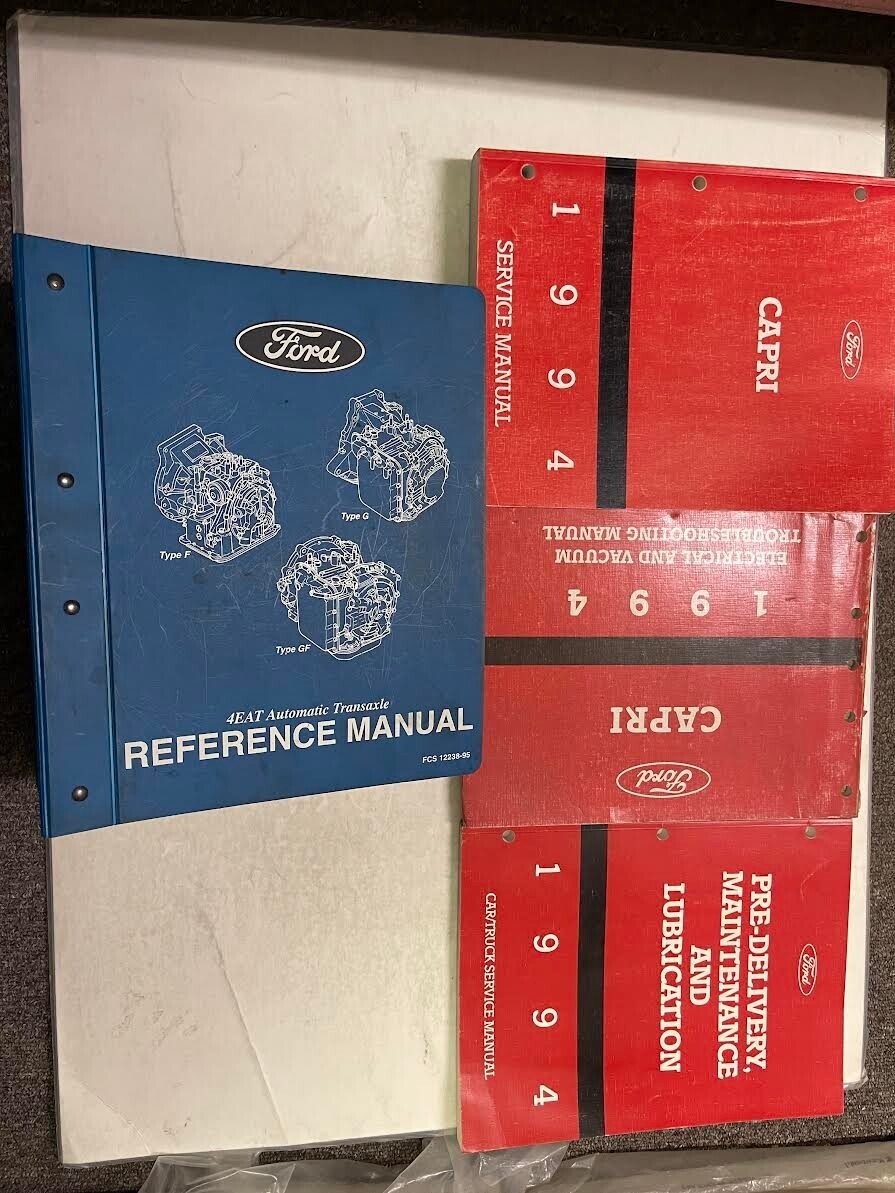 Ford
Type G
Type F
Type GF
4EAT Automatic Transaxle
REFERENCE MANUAL
FCS 12238-95
Ford
CAPRI
1994
SERVICE MANUAL
ELECTRICAL AND VACUUM
TROUBLESHOOTING MANUAL
1994
CAPRI
Ford
Ford
PRE-DELIVERY,
MAINTENANCE
AND
LUBRICATION
1994
CAR/TRUCK SERVICE MANUAL